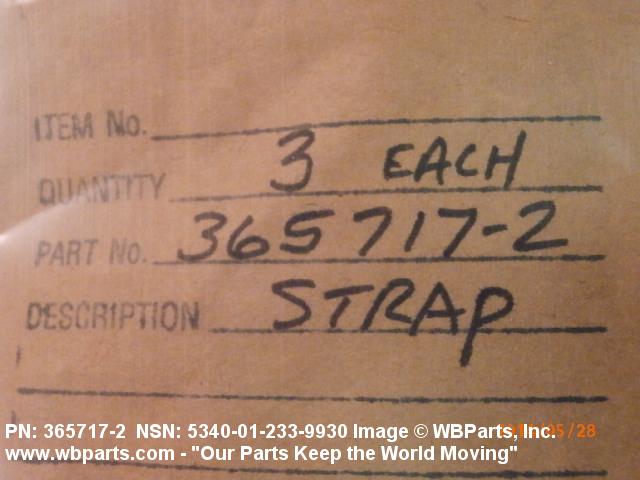 ITEM No.
QUANTITY 3 EACH
PART No. 365717-2
DESCRIPTION STRAP
PN: 365717-2 NSN: 5340-01-233-9930 Image © WBParts, Inc.
www.wbparts.com - "Our Parts Keep the World Moving"